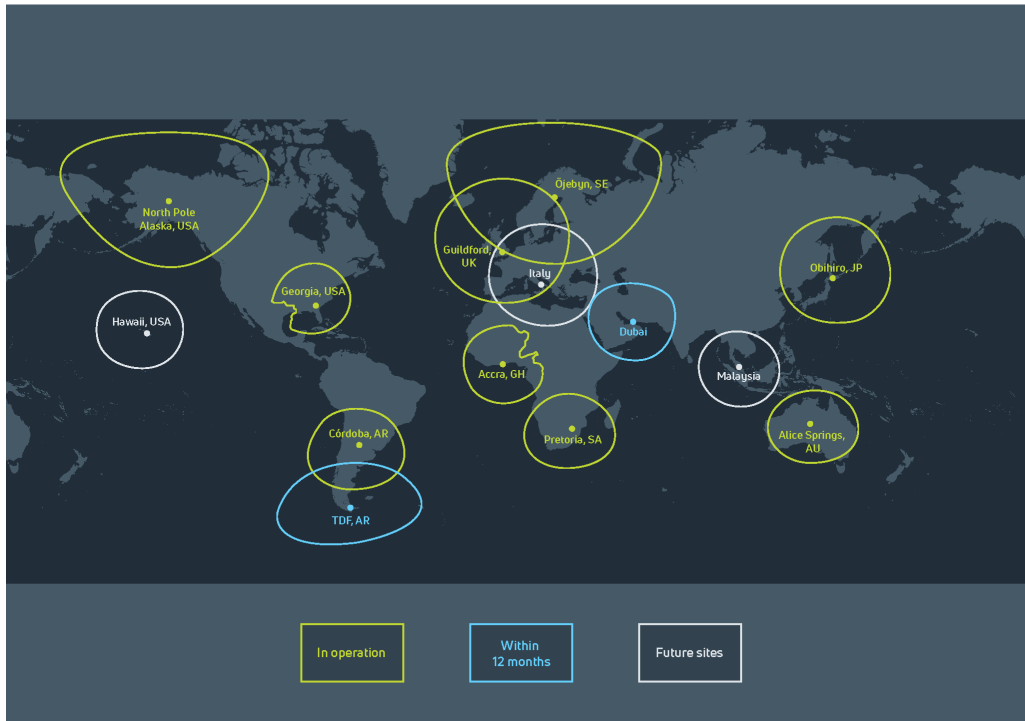 Öjebyn, SE
North Pole
Alaska, USA
Guildford,
UK
Italy
Obihiro, JP
Georgia, USA
Hawaii, USA
Dubai
Accra, GH
Malaysia
Córdoba, AR
Pretoria, SA
Alice Springs,
AU
TDF, AR
In operation
Within
12 months
Future sites